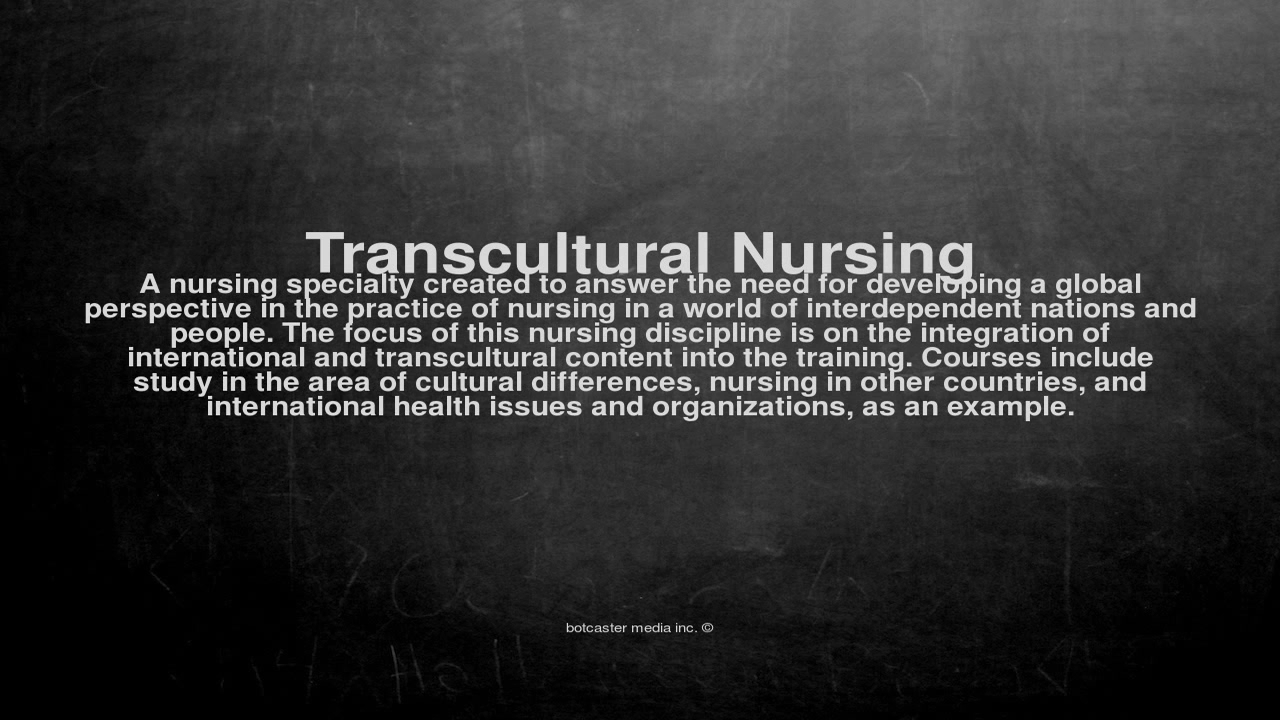 Transcultural Nursing
A nursing specialty created to answer the need for developing a global
perspective in the practice of nursing in a world of interdependent nations and
people. The focus of this nursing discipline is on the integration of
international and transcultural content into the training. Courses include
study in the area of cultural differences, nursing in other countries, and
international health issues and organizations, as an example.
botcaster media inc. ©